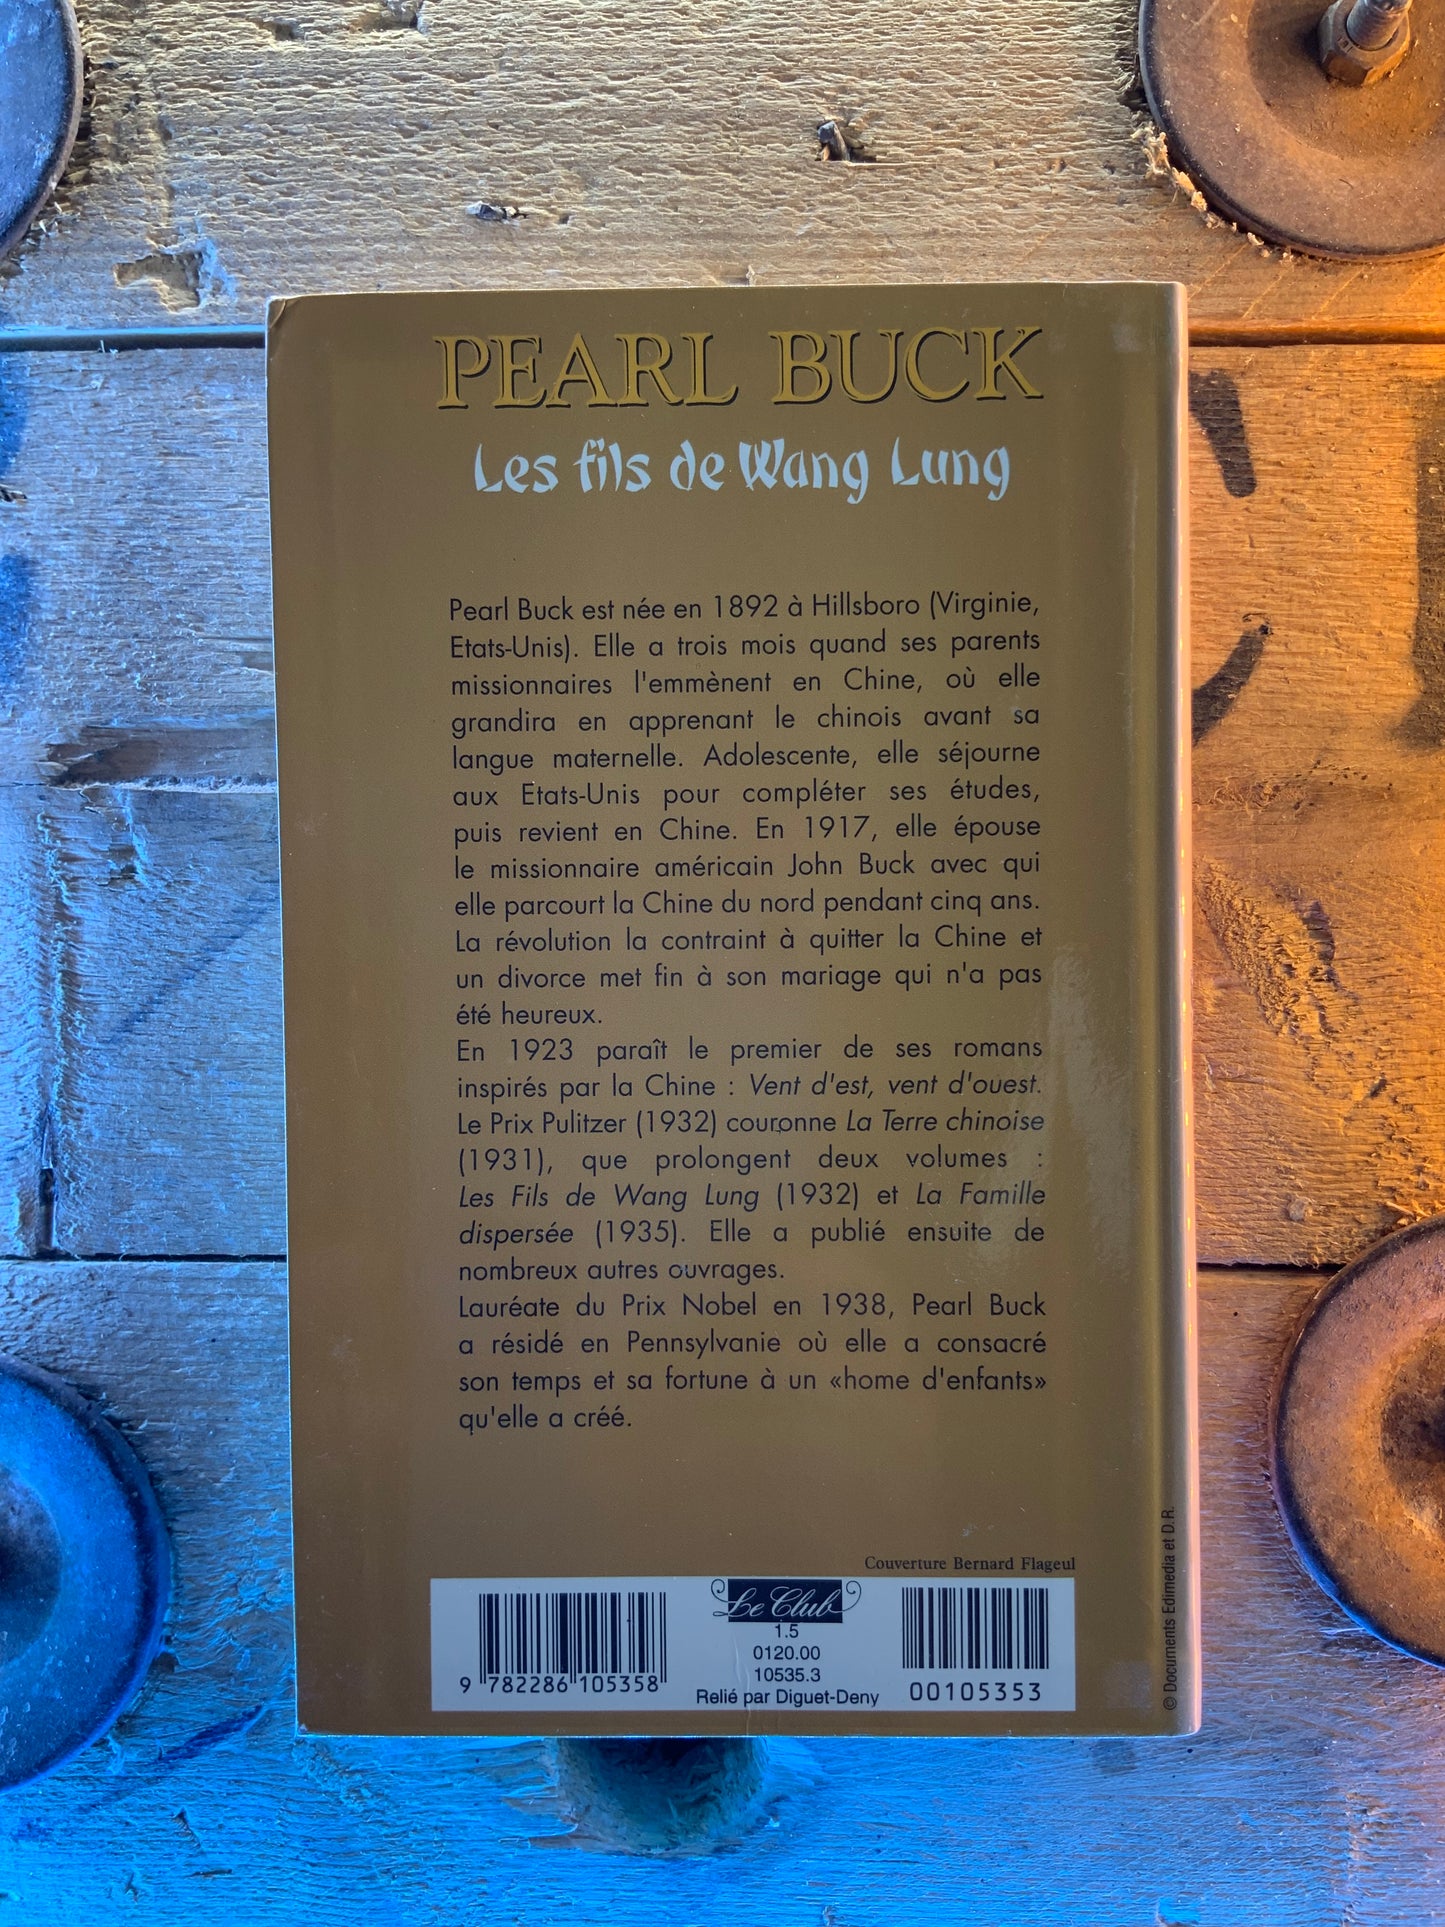 PEARL BUCK
Les fils de Wang Lung
Pearl Buck est née en 1892 à Hillsboro (Virginie,
Etats-Unis). Elle a trois mois quand ses parents
missionnaires l'emmènent en Chine, où elle
grandira en apprenant le chinois avant sa
langue maternelle. Adolescente, elle séjourne
aux Etats-Unis pour compléter ses études,
puis revient en Chine. En 1917, elle épouse
le missionnaire américain John Buck avec qui
elle parcourt la Chine du nord pendant cinq ans.
La révolution la contraint à quitter la Chine et
un divorce met fin à son mariage qui n'a pas
été heureux.
En 1923 paraît le premier de ses romans
inspirés par la Chine : Vent d'est, vent d'ouest.
Le Prix Pulitzer (1932) couronne La Terre chinoise
(1931), que prolongent deux volumes :
Les Fils de Wang Lung (1932) et La Famille
dispersée (1935). Elle a publié ensuite de
nombreux autres ouvrages.
Lauréate du Prix Nobel en 1938, Pearl Buck
a résidé en Pennsylvanie où elle a consacré
son temps et sa fortune à un «home d'enfants»
qu'elle a créé.
Couverture Bernard Flageul
© Documents Edimedia et D.R.
Le Club
1.5
0120.00
10535.3
Relié par Diguet-Deny
9 782286 105358
00105353